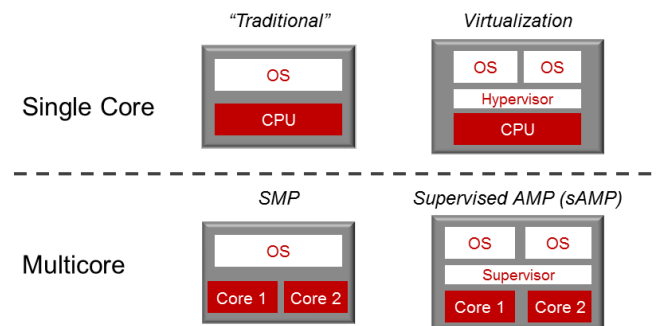 “Traditional”
Virtualization
Single Core
OS
CPU
OS OS
Hypervisor
CPU
SMP
Supervised AMP (sAMP)
Multicore
OS
Core 1 Core 2
OS OS
Supervisor
Core 1 Core 2